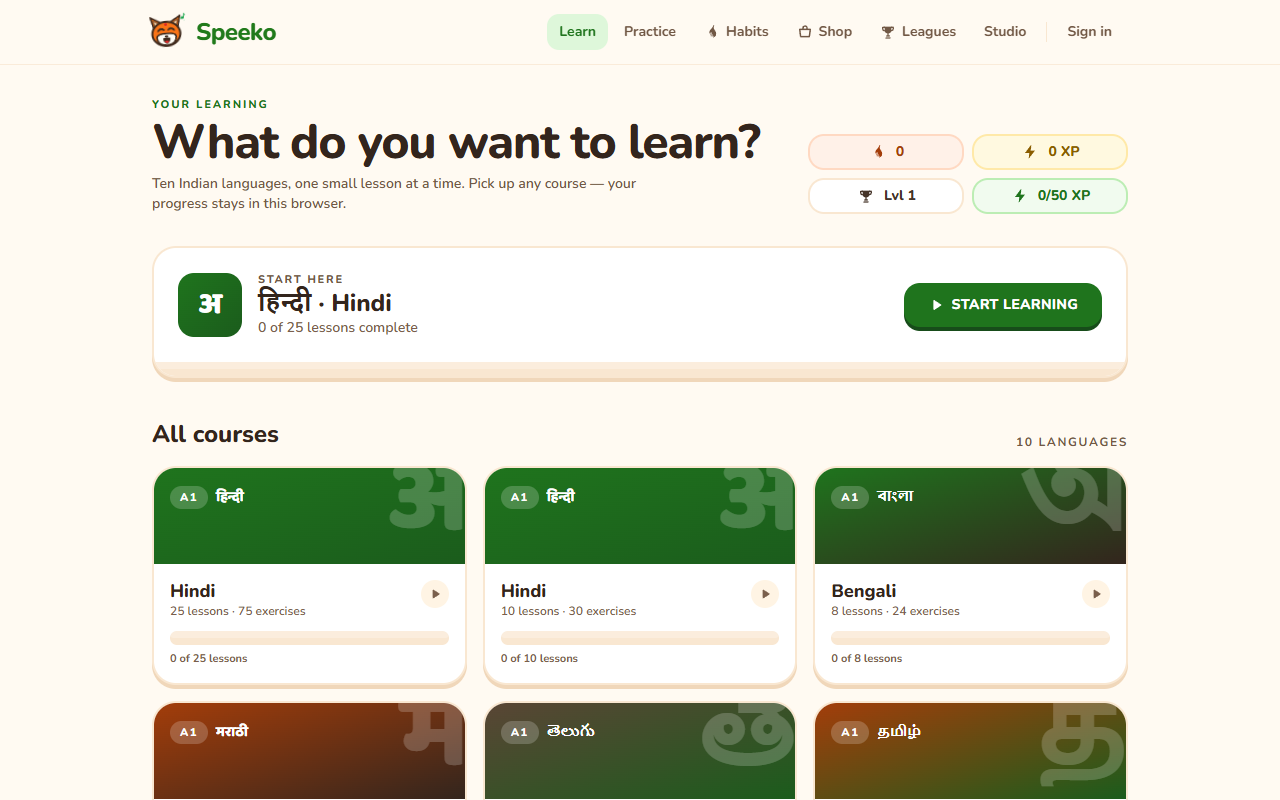 Speeko
Learn Practice Habits Shop Leagues Studio Sign in
YOUR LEARNING
What do you want to learn?
Ten Indian languages, one small lesson at a time. Pick up any course — your
progress stays in this browser.
0
0 XP
Lvl 1
0/50 XP
अ
START HERE
हिन्दी · Hindi
0 of 25 lessons complete
START LEARNING
All courses
10 LANGUAGES
A1 हिन्दी अ
Hindi
25 lessons · 75 exercises
0 of 25 lessons
A1 हिन्दी अ
Hindi
10 lessons · 30 exercises
0 of 10 lessons
A1 বাংলা অ
Bengali
8 lessons · 24 exercises
0 of 8 lessons
A1 मराठी म
A1 తెలుగు తె
A1 தமிழ் த